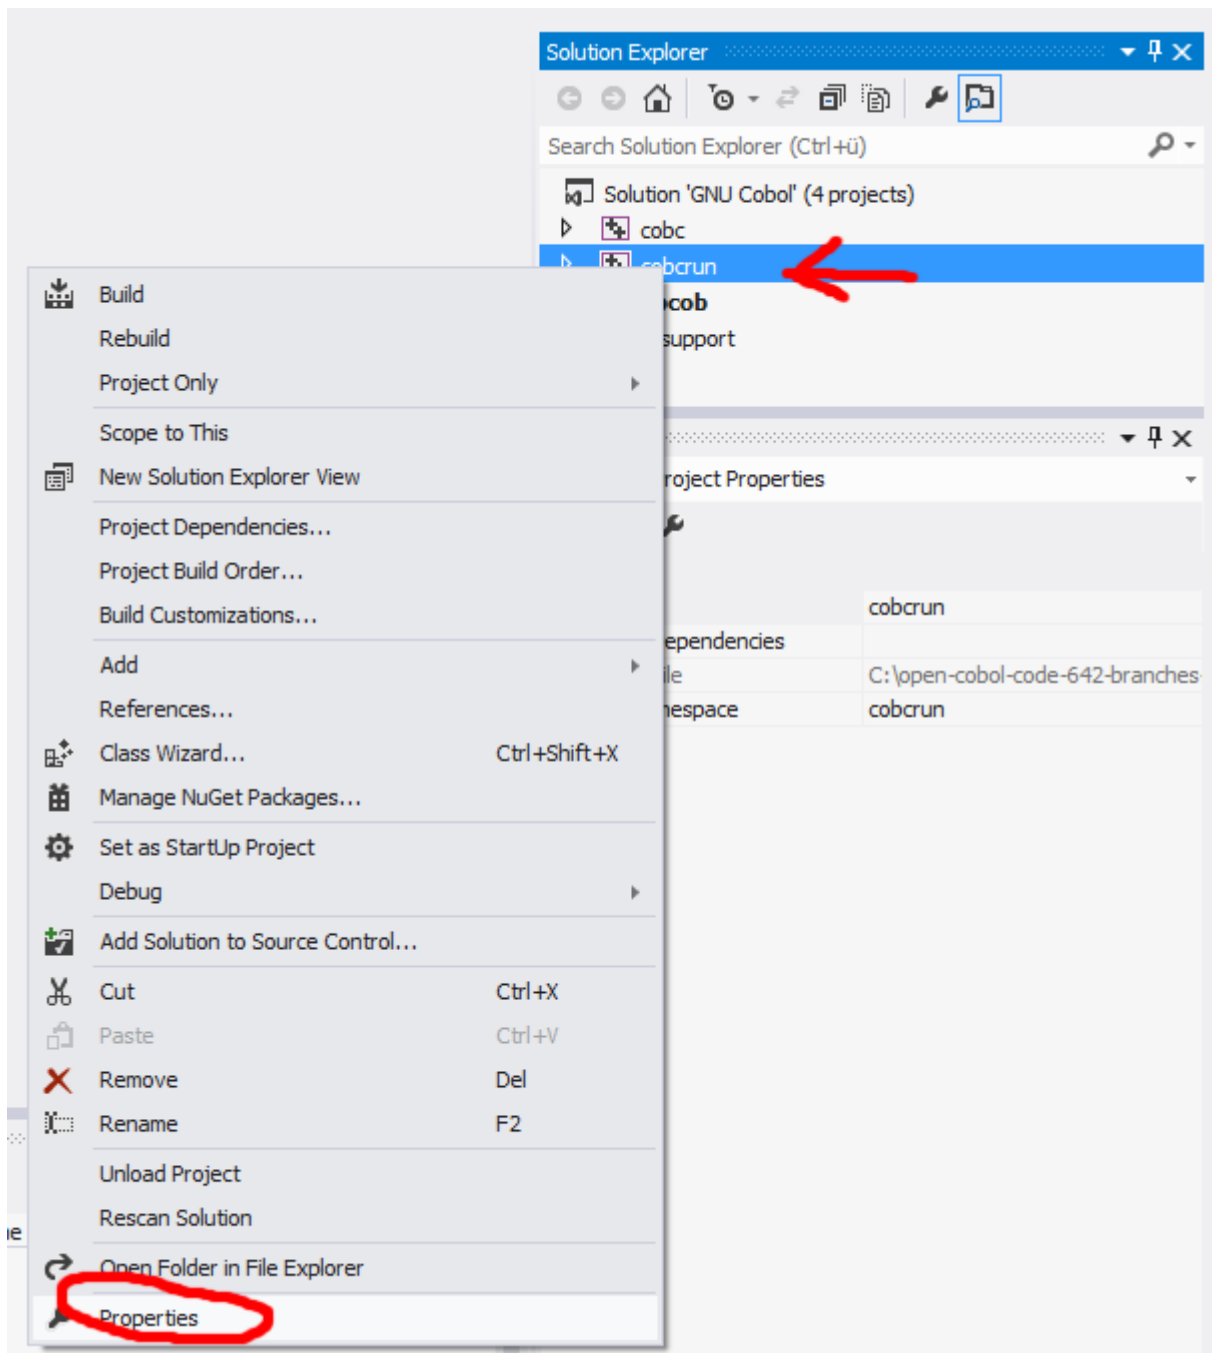 Solution Explorer
Search Solution Explorer (Ctrl+ü)
Solution 'GNU Cobol' (4 projects)
cobc
cobcrun
support
Build
Rebuild
Project Only
Scope to This
New Solution Explorer View
Project Dependencies...
Project Build Order...
Build Customizations...
Add
References...
Class Wizard... Ctrl+Shift+X
Manage NuGet Packages...
Set as StartUp Project
Debug
Add Solution to Source Control...
Cut Ctrl+X
Paste Ctrl+V
Remove Del
Rename F2
Unload Project
Rescan Solution
Open Folder in File Explorer
Properties
roject Properties
cobcrun
ependencies
ile C:\open-cobol-code-642-branches-
nespace cobcrun